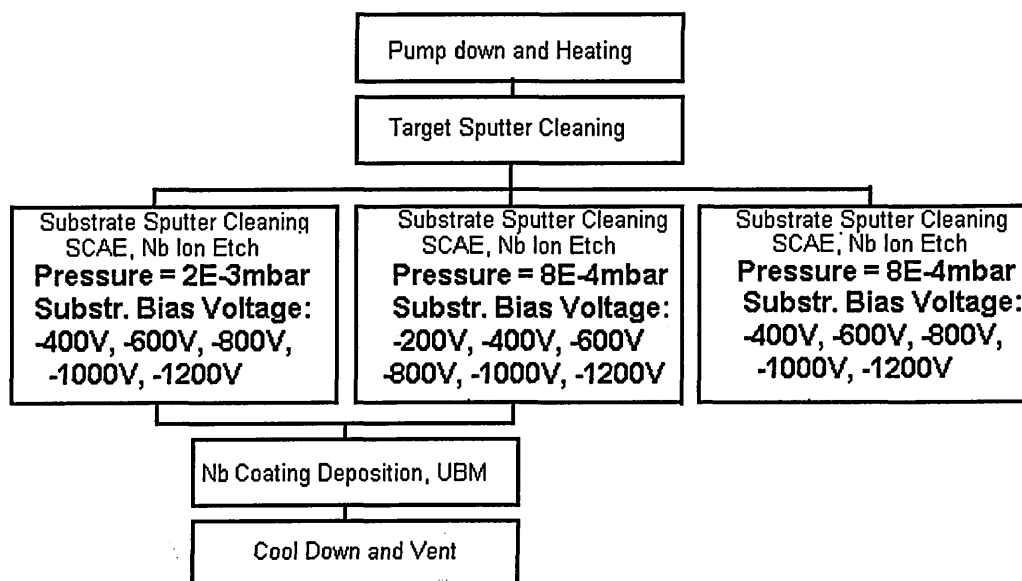 Pump down and Heating
Target Sputter Cleaning
Substrate Sputter Cleaning
SCAE, Nb Ion Etch
Pressure = 2E-3mbar
Substr. Bias Voltage:
-400V, -600V, -800V,
-1000V, -1200V
Substrate Sputter Cleaning
SCAE, Nb Ion Etch
Pressure = 8E-4mbar
Substr. Bias Voltage:
-200V, -400V, -600V
-800V, -1000V, -1200V
Substrate Sputter Cleaning
SCAE, Nb Ion Etch
Pressure = 8E-4mbar
Substr. Bias Voltage:
-400V, -600V, -800V,
-1000V, -1200V
Nb Coating Deposition, UBM
Cool Down and Vent